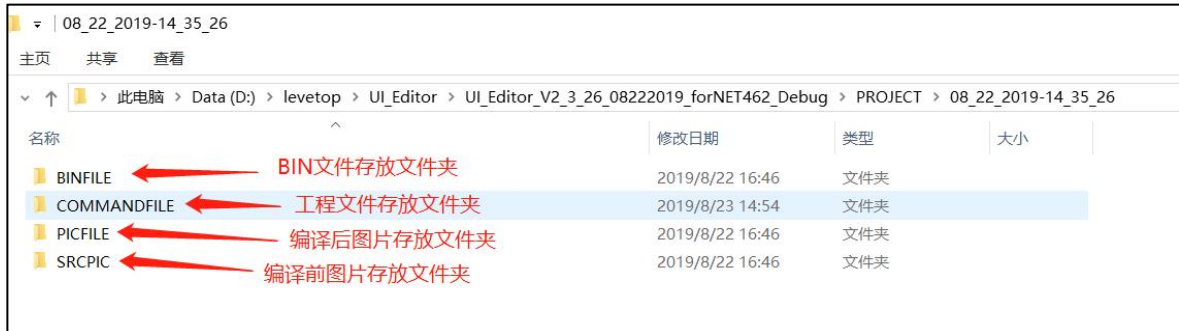 08_22_2019-14_35_26
主页 共享 查看
此电脑 > Data (D:) > levetop > UI_Editor > UI_Editor_V2_3_26_08222019_forNET462_Debug > PROJECT > 08_22_2019-14_35_26
名称 修改日期 类型 大小
BINFILE BIN文件存放文件夹 2019/8/22 16:46 文件夹
COMMANDFILE 工程文件存放文件夹 2019/8/23 14:54 文件夹
PICFILE 编译后图片存放文件夹 2019/8/22 16:46 文件夹
SRCPIC 编译前图片存放文件夹 2019/8/22 16:46 文件夹